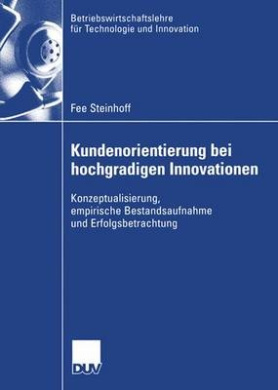 Betriebswirtschaftslehre
für Technologie und Innovation
Fee Steinhoff
Kundenorientierung bei
hochgradigen Innovationen
Konzeptualisierung,
empirische Bestandsaufnahme
und Erfolgsbetrachtung
DUV